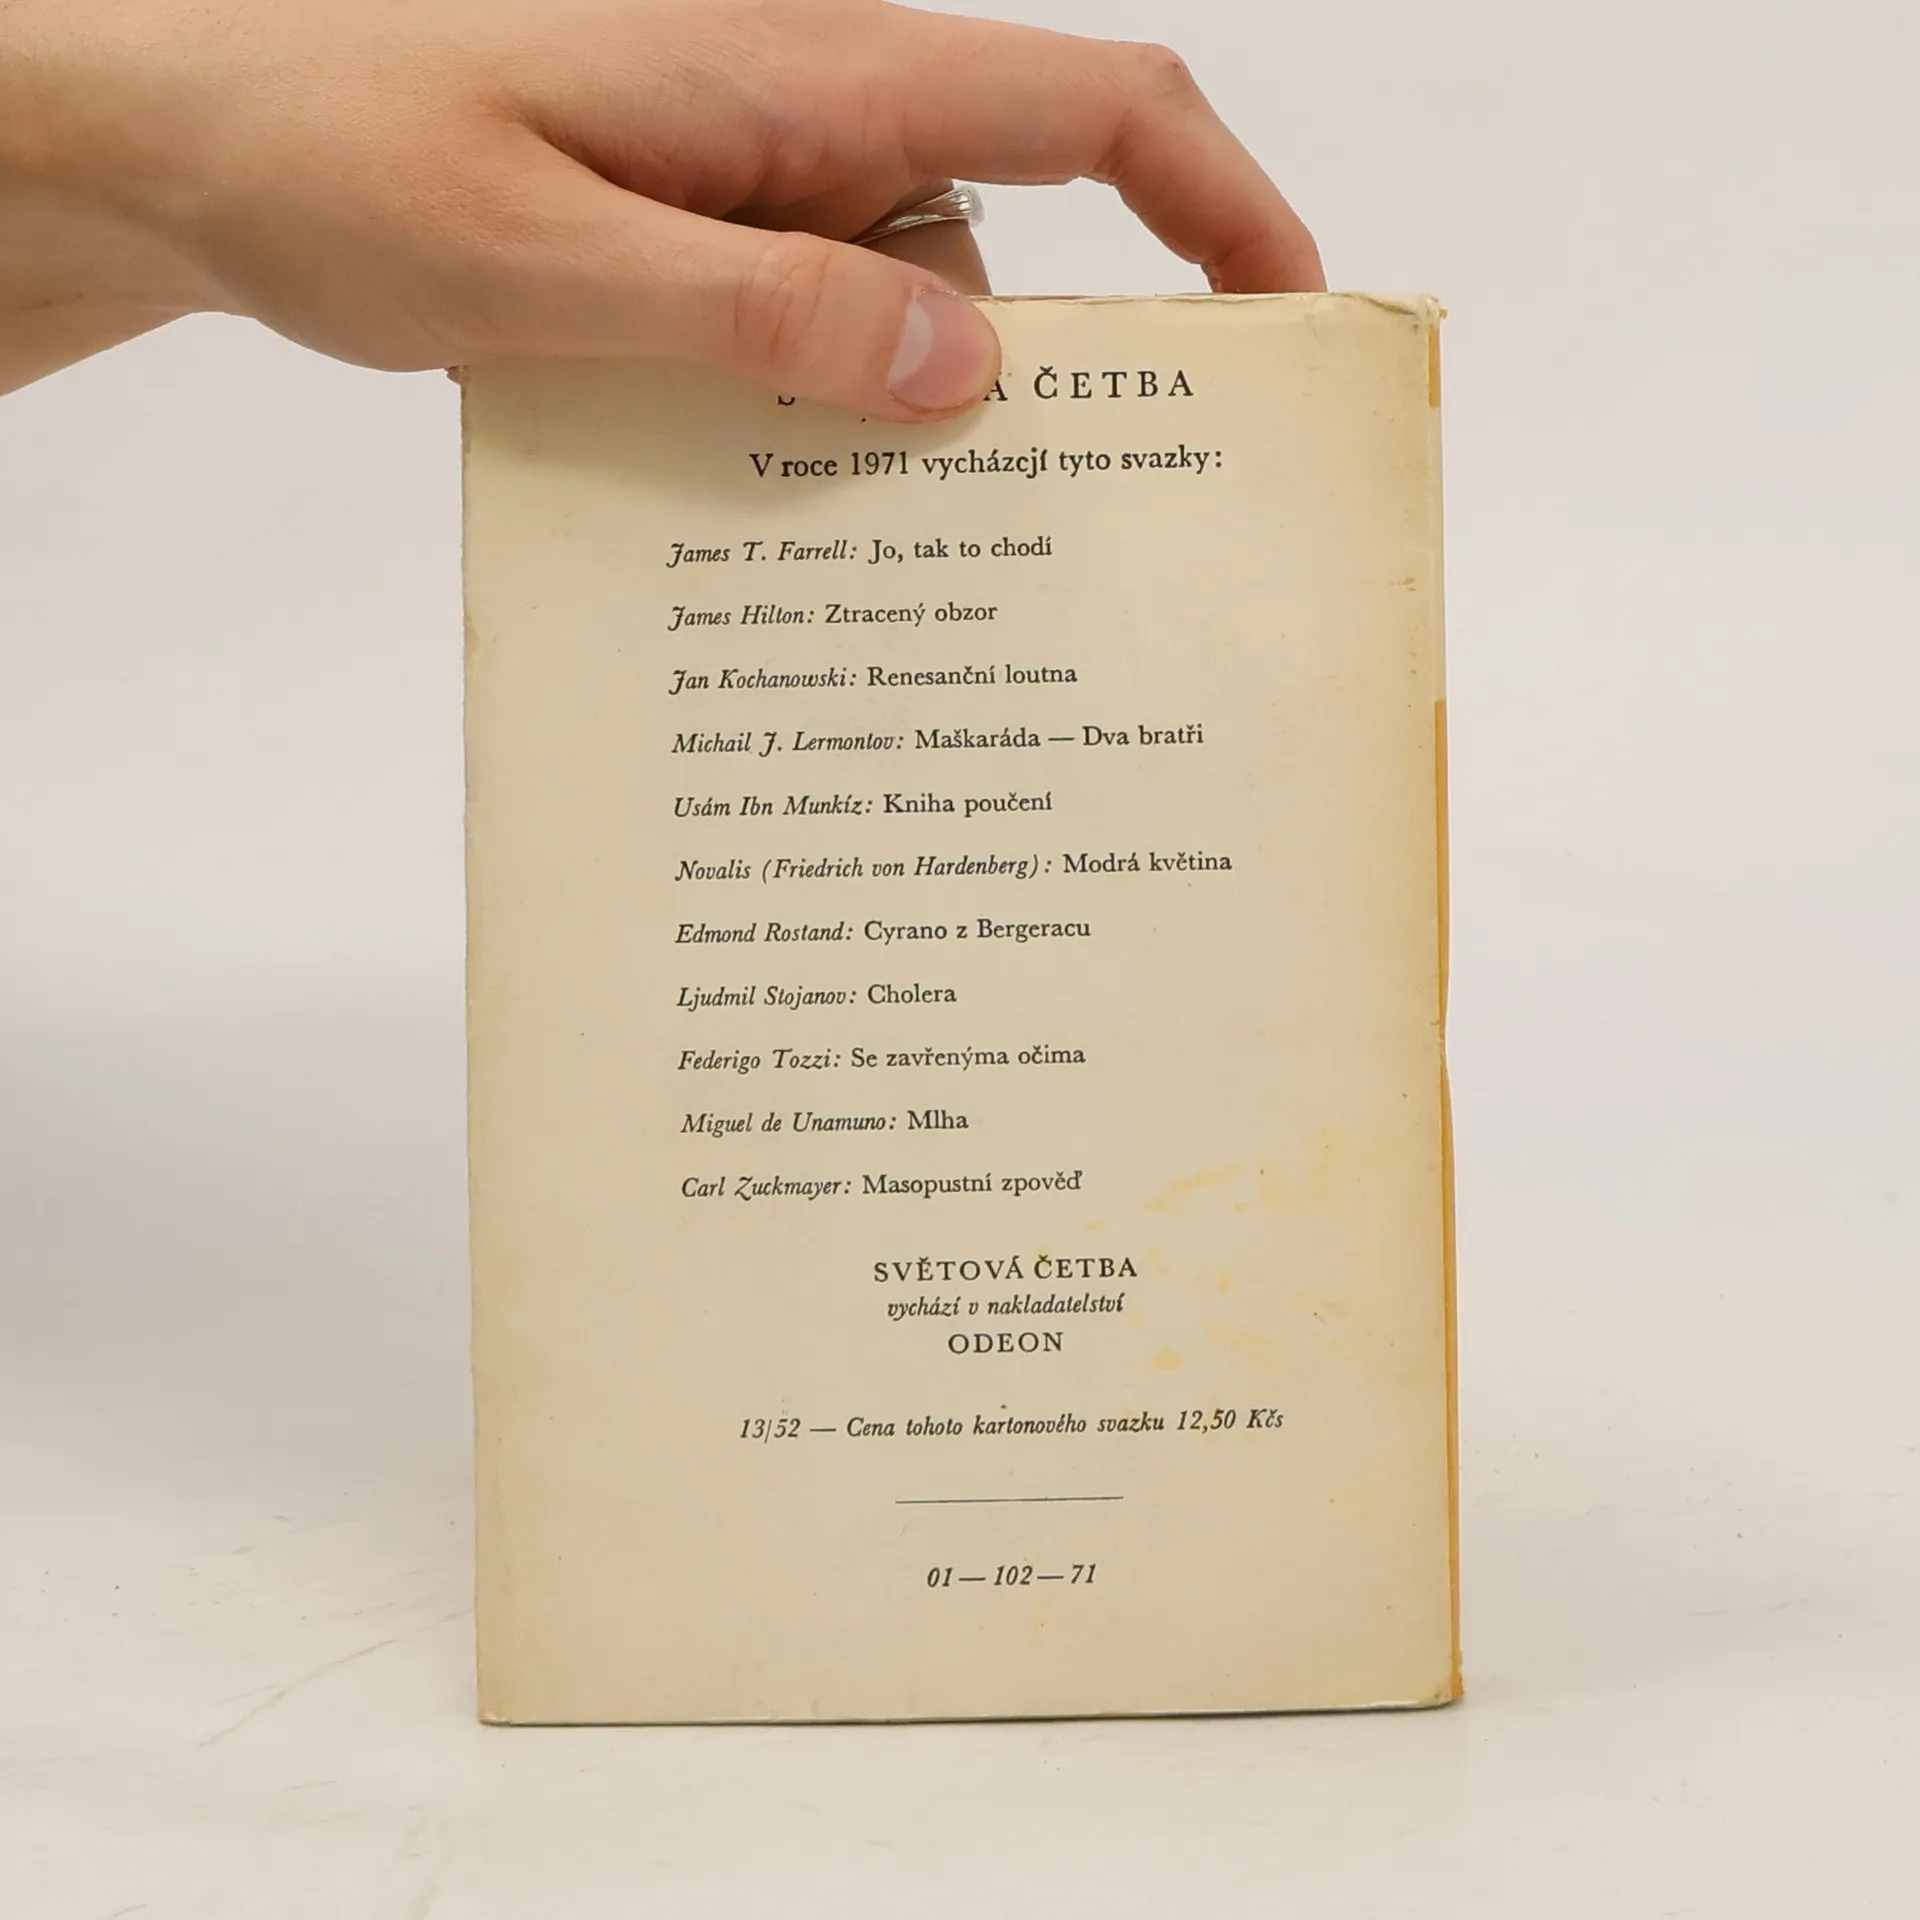 ČETBA
V roce 1971 vycházejí tyto svazky:
James T. Farrell: Jo, tak to chodí
James Hilton: Ztracený obzor
Jan Kochanowski: Renesanční loutna
Michail J. Lermontov: Maškaráda — Dva bratři
Usám Ibn Munkíz: Kniha poučení
Novalis (Friedrich von Hardenberg): Modrá květina
Edmond Rostand: Cyrano z Bergeracu
Ljudmil Stojanov: Cholera
Federigo Tozzi: Se zavřenýma očima
Miguel de Unamuno: Mlha
Carl Zuckmayer: Masopustní zpověď
SVĚTOVÁ ČETBA
vychází v nakladatelství
ODEON
13/52 — Cena tohoto kartonového svazku 12,50 Kčs
01—102—71